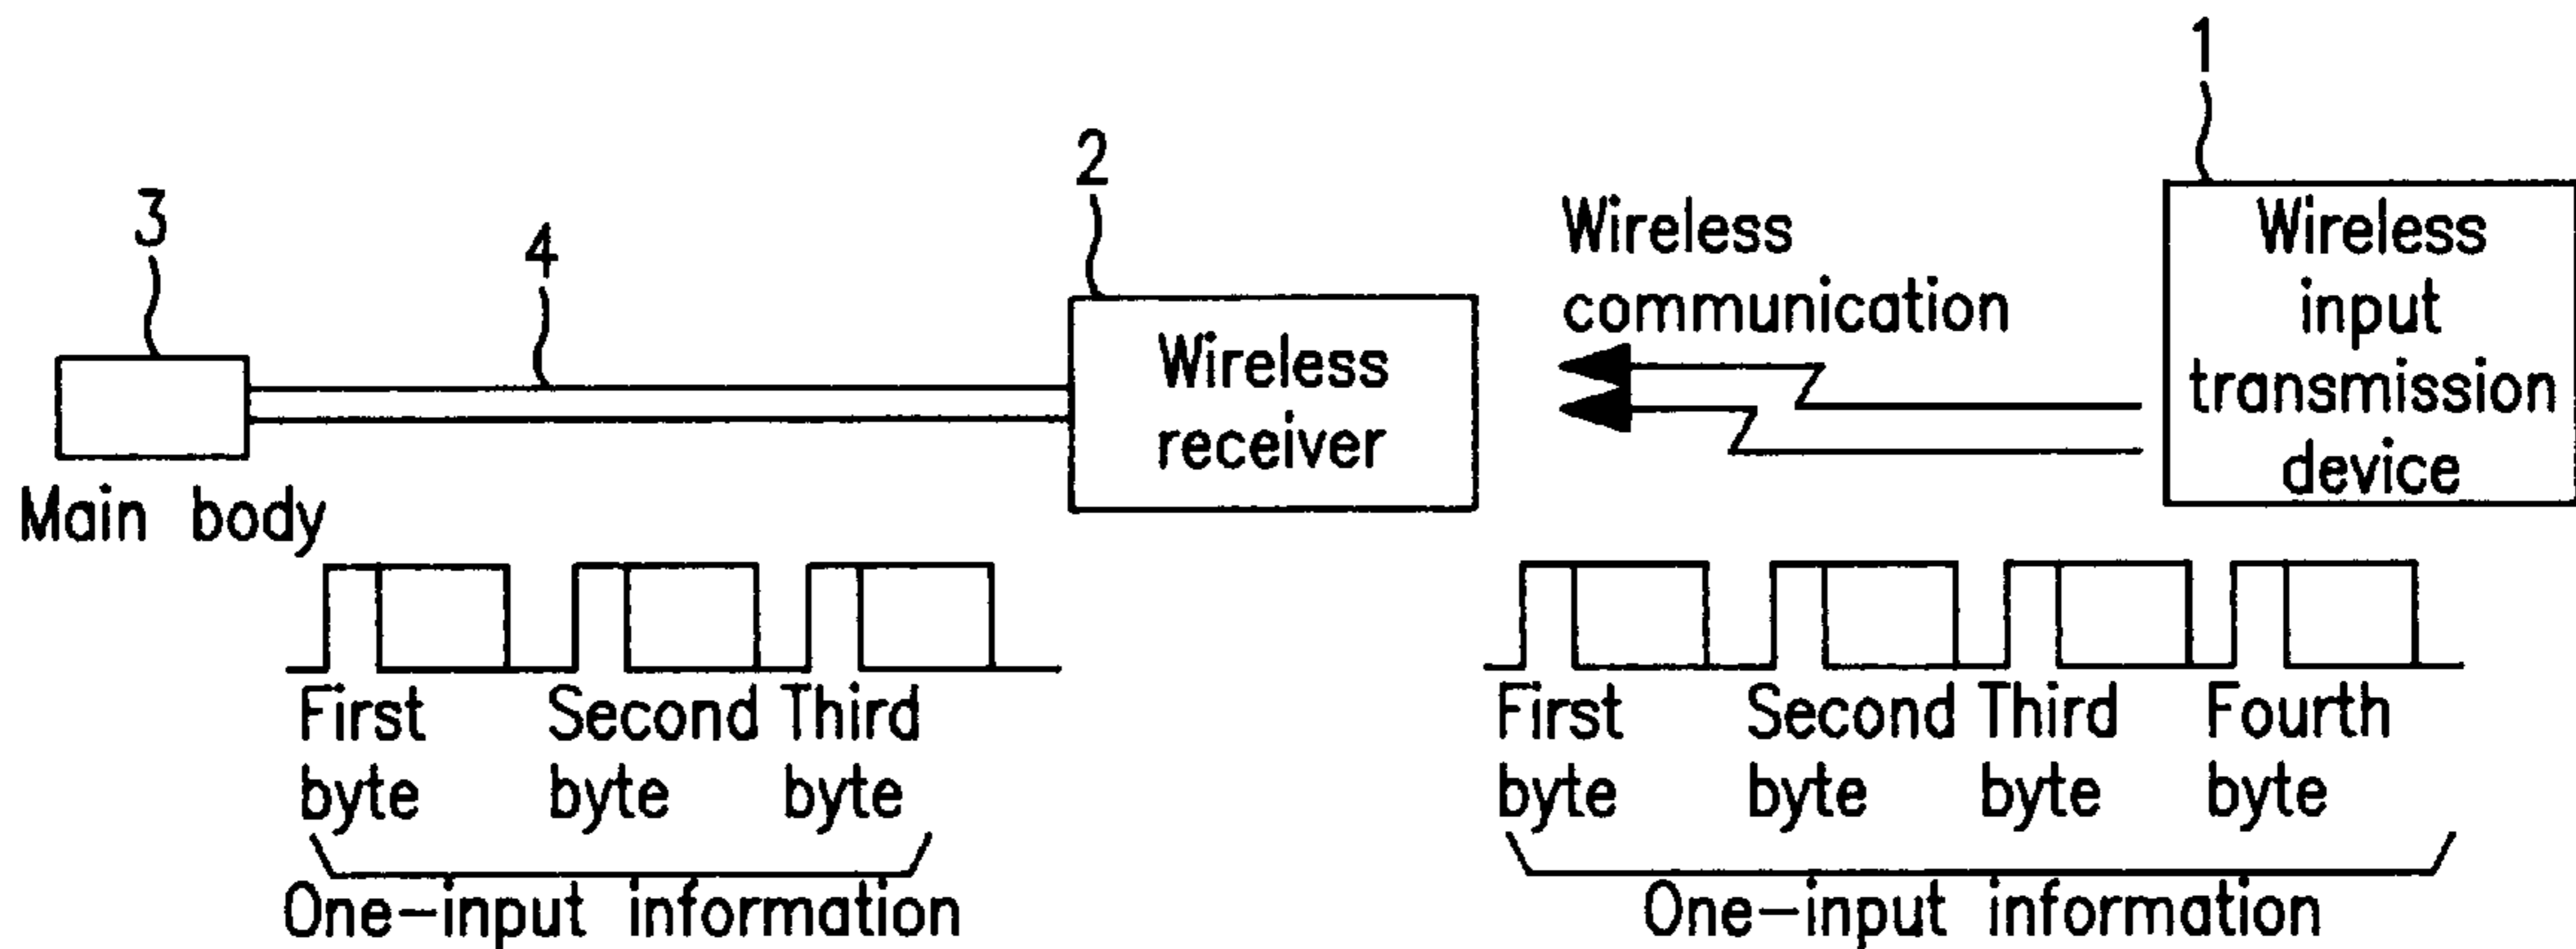 1
2
3
4
Wireless
communication
Wireless
input
transmission
device
Wireless
receiver
Main body
First Second Third
byte byte byte
One-input information
First Second Third Fourth
byte byte byte byte
One-input information